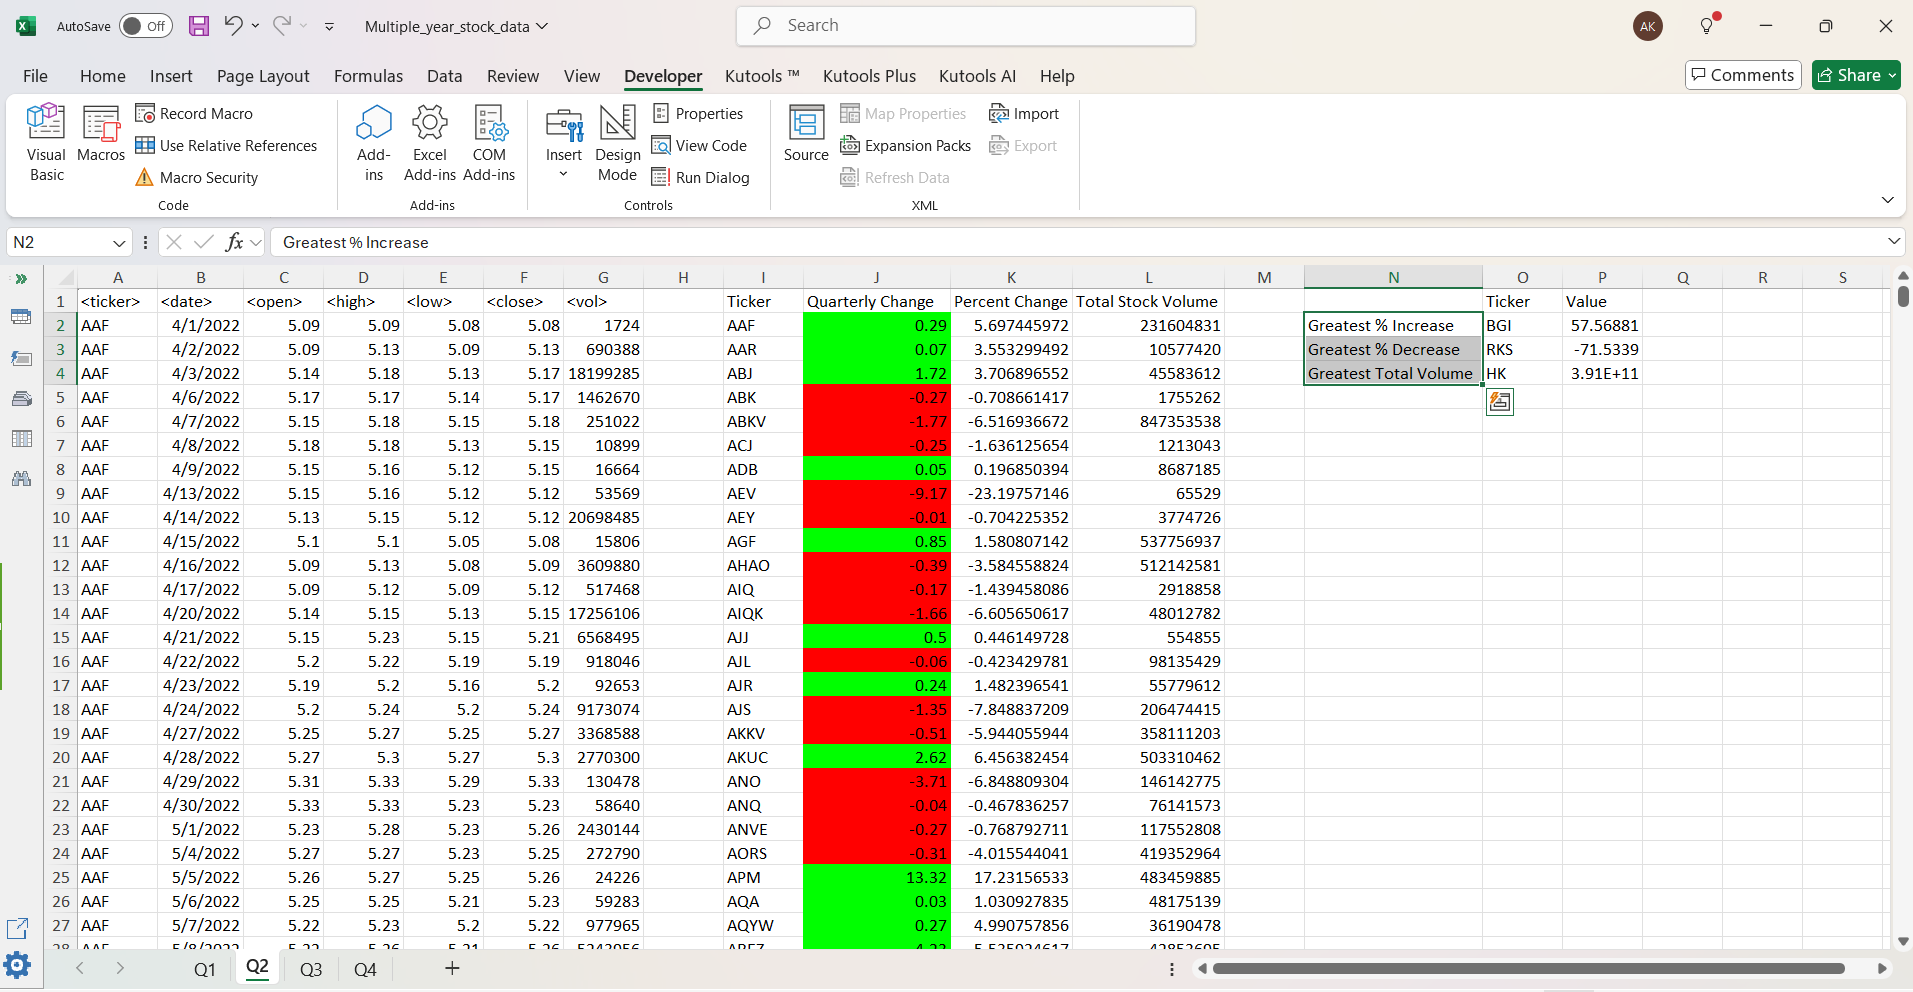 AutoSave Off Multiple_year_stock_data Search AK
File Home Insert Page Layout Formulas Data Review View Developer Kutools ™ Kutools Plus Kutools AI Help Comments Share
Visual Basic
Macros
Record Macro
Use Relative References
Macro Security
Code
Add-ins
Excel Add-ins
COM Add-ins
Add-ins
Insert
Design Mode
Properties
View Code
Run Dialog
Controls
Source
Map Properties
Expansion Packs
Refresh Data
Import
Export
XML
N2 fx Greatest % Increase
A B C D E F G H I J K L M N O P Q R S
1 <ticker> <date> <open> <high> <low> <close> <vol> Ticker Quarterly Change Percent Change Total Stock Volume Ticker Value
2 AAF 4/1/2022 5.09 5.09 5.08 5.08 1724 AAF 0.29 5.697445972 231604831 Greatest % Increase BGI 57.56881
3 AAF 4/2/2022 5.09 5.13 5.09 5.13 690388 AAR 0.07 3.553299492 10577420 Greatest % Decrease RKS -71.5339
4 AAF 4/3/2022 5.14 5.18 5.13 5.17 18199285 ABJ 1.72 3.706896552 45583612 Greatest Total Volume HK 3.91E+11
5 AAF 4/6/2022 5.17 5.17 5.14 5.17 1462670 ABK -0.27 -0.708661417 1755262
6 AAF 4/7/2022 5.15 5.18 5.15 5.18 251022 ABKV -1.77 -6.516936672 847353538
7 AAF 4/8/2022 5.18 5.18 5.13 5.15 10899 ACJ -0.25 -1.636125654 1213043
8 AAF 4/9/2022 5.15 5.16 5.12 5.15 16664 ADB 0.05 0.196850394 8687185
9 AAF 4/13/2022 5.15 5.16 5.12 5.12 53569 AEV -9.17 -23.19757146 65529
10 AAF 4/14/2022 5.13 5.15 5.12 5.12 20698485 AEY -0.01 -0.704225352 3774726
11 AAF 4/15/2022 5.1 5.1 5.05 5.08 15806 AGF 0.85 1.580807142 537756937
12 AAF 4/16/2022 5.09 5.13 5.08 5.09 3609880 AHAO -0.39 -3.584558824 512142581
13 AAF 4/17/2022 5.09 5.12 5.09 5.12 517468 AIQ -0.17 -1.439458086 2918858
14 AAF 4/20/2022 5.14 5.15 5.13 5.15 17256106 AIQK -1.66 -6.605650617 48012782
15 AAF 4/21/2022 5.15 5.23 5.15 5.21 6568495 AJJ 0.5 0.446149728 554855
16 AAF 4/22/2022 5.2 5.22 5.19 5.19 918046 AJL -0.06 -0.423429781 98135429
17 AAF 4/23/2022 5.19 5.2 5.16 5.2 92653 AJR 0.24 1.482396541 55779612
18 AAF 4/24/2022 5.2 5.24 5.2 5.24 9173074 AJS -1.35 -7.848837209 206474415
19 AAF 4/27/2022 5.25 5.27 5.25 5.27 3368588 AKKV -0.51 -5.944055944 358111203
20 AAF 4/28/2022 5.27 5.3 5.27 5.3 2770300 AKUC 2.62 6.456382454 503310462
21 AAF 4/29/2022 5.31 5.33 5.29 5.33 130478 ANO -3.71 -6.848809304 146142775
22 AAF 4/30/2022 5.33 5.33 5.23 5.23 58640 ANQ -0.04 -0.467836257 76141573
23 AAF 5/1/2022 5.23 5.28 5.23 5.26 2430144 ANVE -0.27 -0.768792711 117552808
24 AAF 5/4/2022 5.27 5.27 5.23 5.25 272790 AORS -0.31 -4.015544041 419352964
25 AAF 5/5/2022 5.26 5.27 5.25 5.26 24226 APM 13.32 17.23156533 483459885
26 AAF 5/6/2022 5.25 5.25 5.21 5.23 59283 AQA 0.03 1.030927835 48175139
27 AAF 5/7/2022 5.22 5.23 5.2 5.22 977965 AQYW 0.27 4.990757856 36190478
Q1 Q2 Q3 Q4